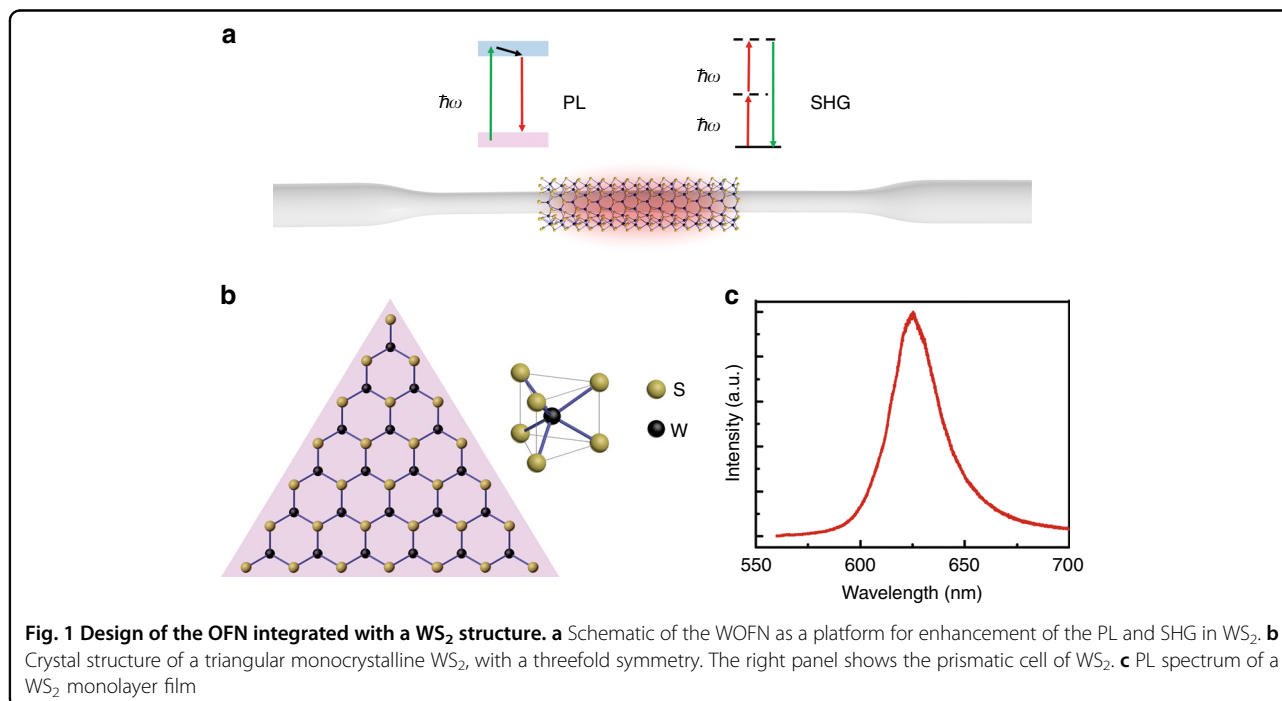 a
ħω
PL
ħω
ħω
SHG
b
S
W
c
Intensity (a.u.)
550
600
650
700
Wavelength (nm)
Fig. 1 Design of the OFN integrated with a WS₂ structure. a Schematic of the WOFN as a platform for enhancement of the PL and SHG in WS₂. b
Crystal structure of a triangular monocrystalline WS₂, with a threefold symmetry. The right panel shows the prismatic cell of WS₂. c PL spectrum of a
WS₂ monolayer film